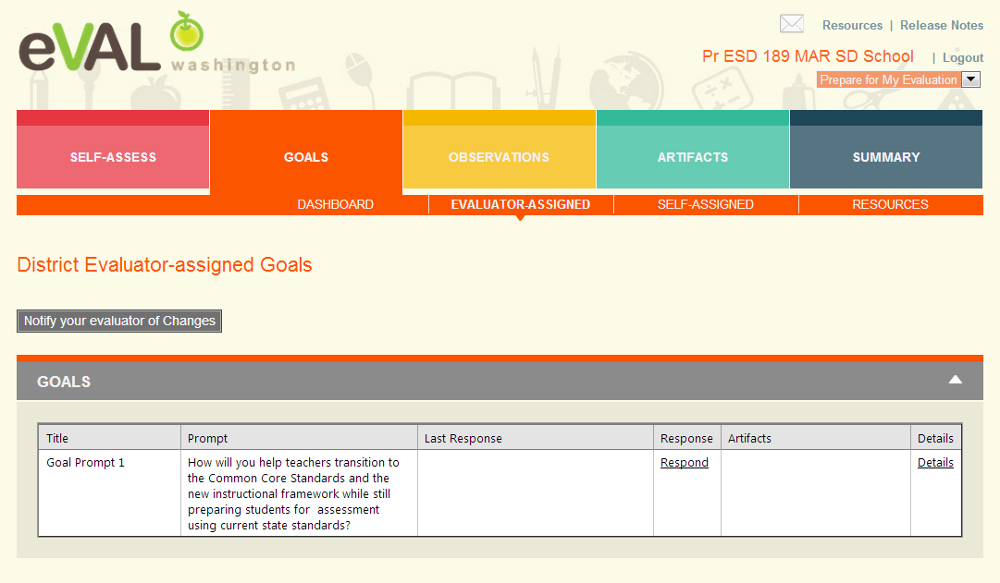 eVAL
washington
Resources | Release Notes
Pr ESD 189 MAR SD School | Logout
Prepare for My Evaluation
SELF-ASSESS GOALS OBSERVATIONS ARTIFACTS SUMMARY
DASHBOARD EVALUATOR-ASSIGNED SELF-ASSIGNED RESOURCES
District Evaluator-assigned Goals
Notify your evaluator of Changes
GOALS
Title Prompt Last Response Response Artifacts Details
Goal Prompt 1 How will you help teachers transition to Respond Details
the Common Core Standards and the
new instructional framework while still
preparing students for  assessment
using current state standards?